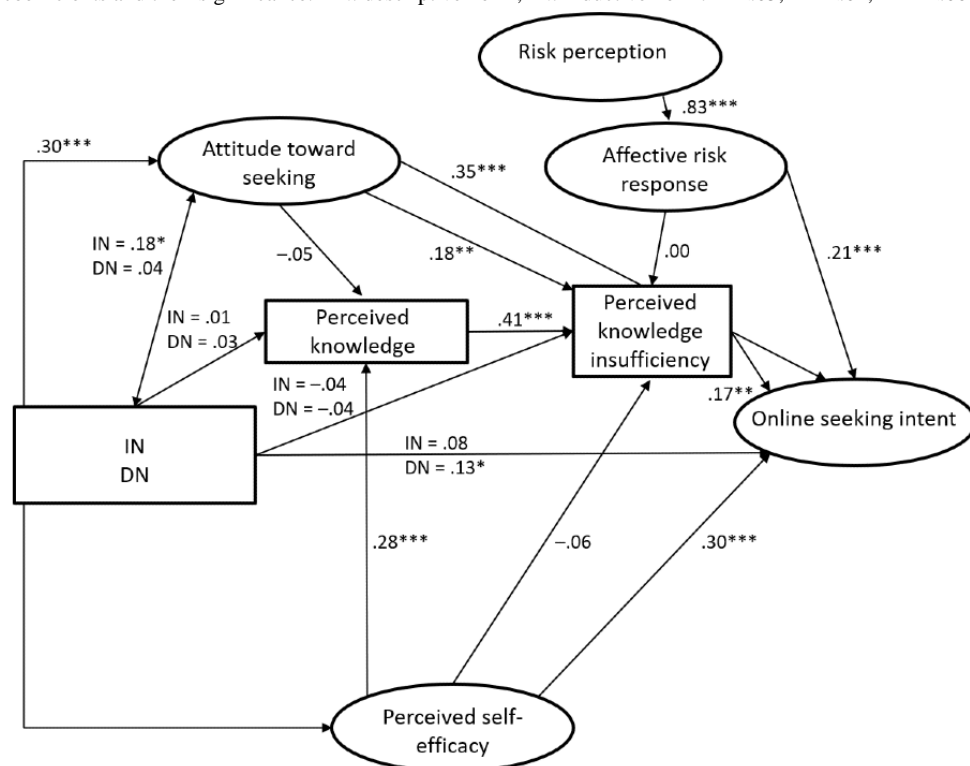 Risk perception
.83***
.30***
Attitude toward
seeking
.35***
Affective risk
response
IN = .18*
DN = .04
–.05
.18**
.00
.21***
IN = .01
DN = .03
Perceived
knowledge
.41***
Perceived
knowledge
insufficiency
IN = –.04
DN = –.04
.17**
Online seeking intent
IN
DN
IN = .08
DN = .13*
.28***
–.06
.30***
Perceived self-
efficacy